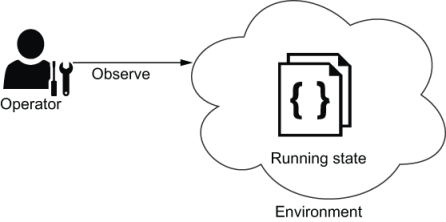 Observe
Operator
{ }
Running state
Environment